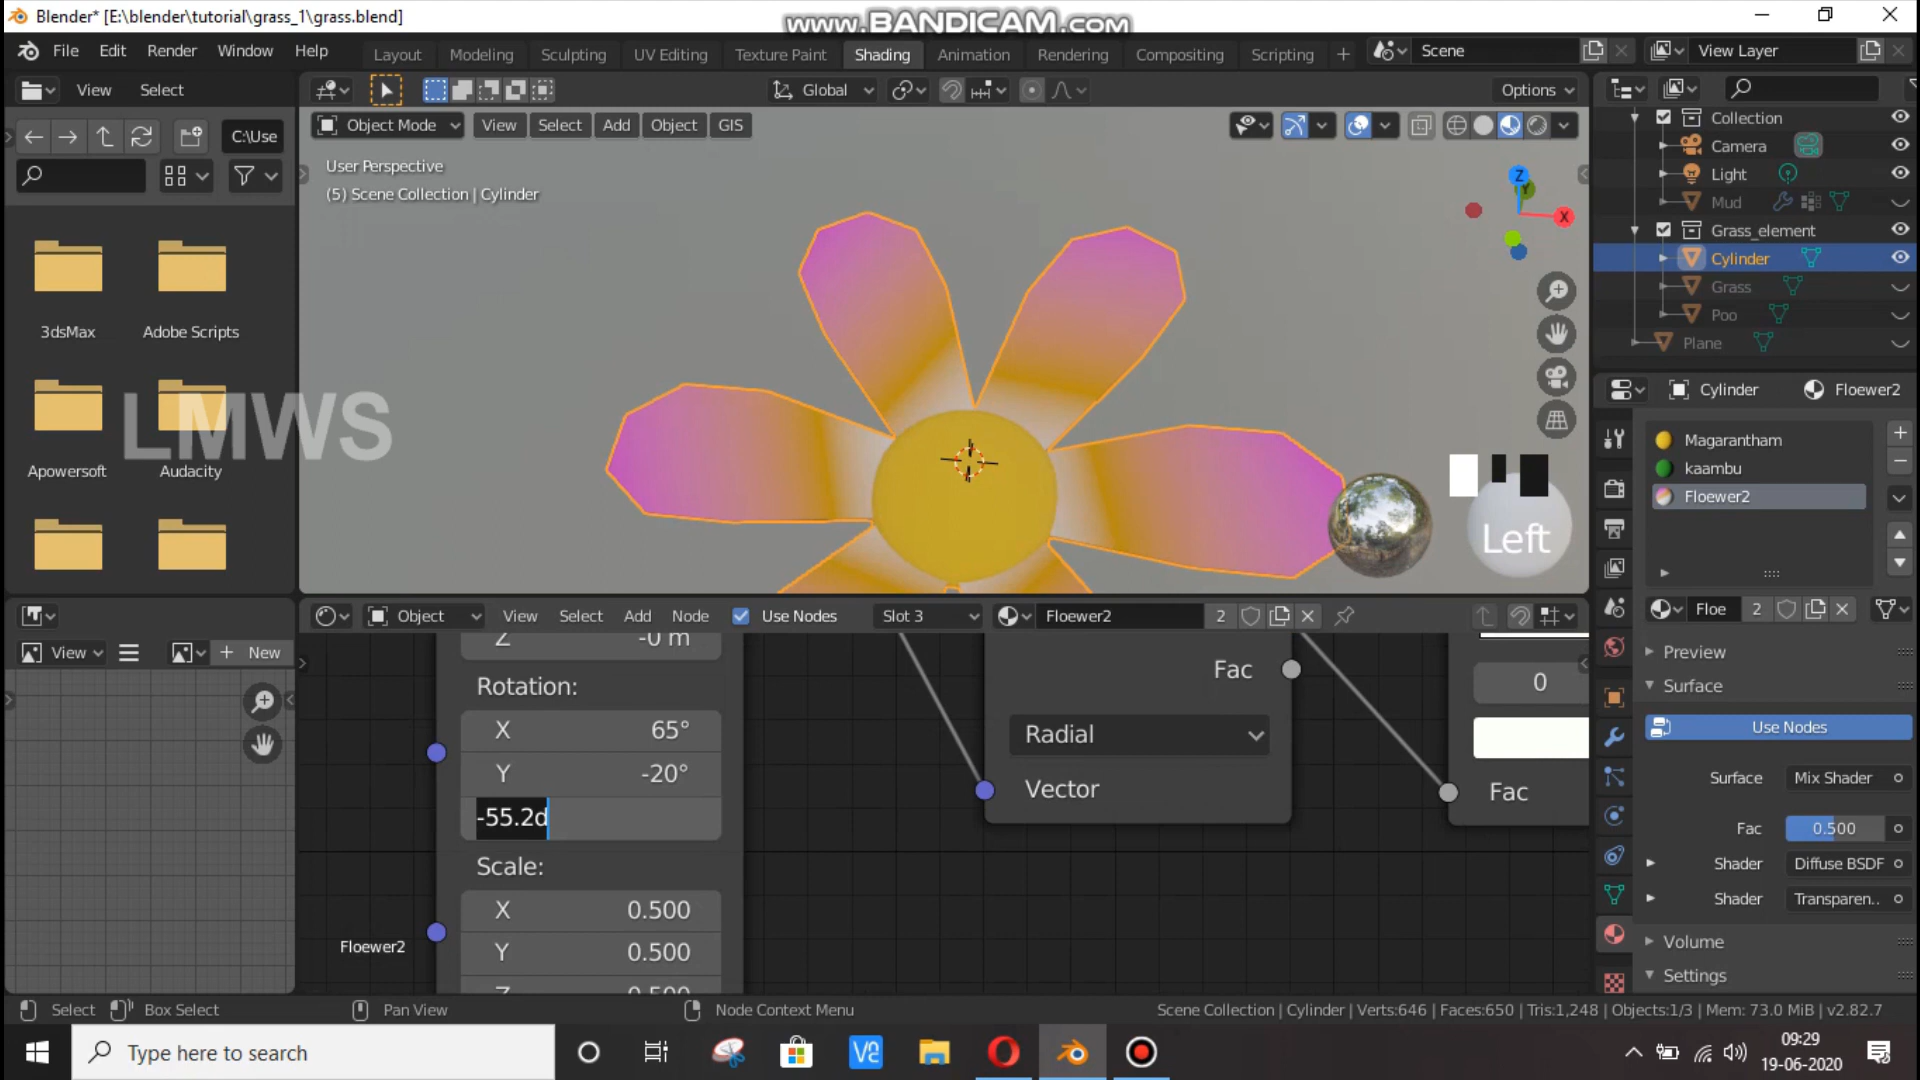 Blender* [E:\blender\tutorial\grass_1\grass.blend]
www.BANDICAM.com
File Edit Render Window Help
Layout Modeling Sculpting UV Editing Texture Paint Shading Animation Rendering Compositing Scripting +
Scene
View Layer
View Select
Global
Options
Object Mode View Select Add Object GIS
C:\Use
User Perspective
(5) Scene Collection | Cylinder
Z
Y
X
3dsMax
Adobe Scripts
Apowersoft
Audacity
LMWS
Left
Collection
Camera
Light
Mud
Grass_element
Cylinder
Grass
Poo
Plane
Cylinder Floewer2
Magarantham
kaambu
Floewer2
Floe 2
Preview
Surface
Use Nodes
Surface Mix Shader
Fac 0.500
Shader Diffuse BSDF
Shader Transparen..
Volume
Settings
View + New
Object View Select Add Node Use Nodes Slot 3 Floewer2 2
Z -0 m
Rotation:
X 65°
Y -20°
-55.2d
Scale:
X 0.500
Y 0.500
Z 0.500
Floewer2
Fac
Radial
Vector
0
Fac
Select Box Select Pan View Node Context Menu
Scene Collection | Cylinder | Verts:646 | Faces:650 | Tris:1,248 | Objects:1/3 | Mem: 73.0 MiB | v2.82.7
Type here to search
09:29
19-06-2020